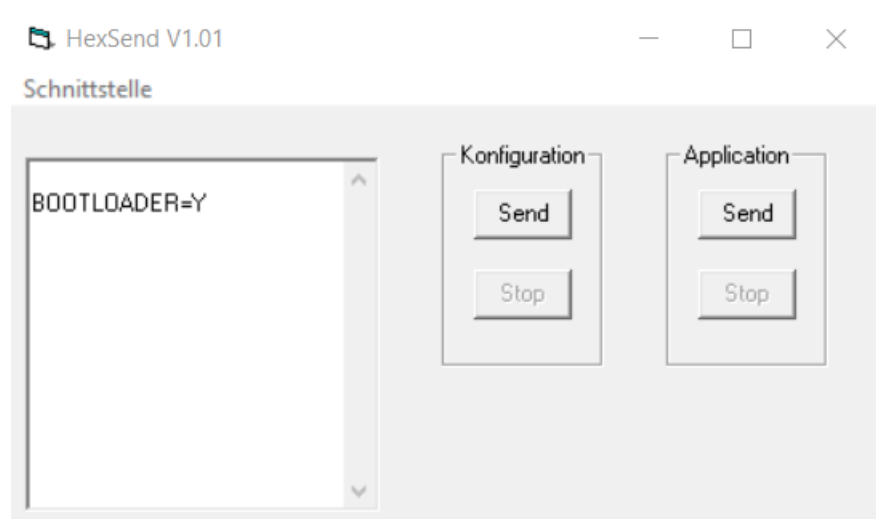 HexSend V1.01
Schnittstelle
BOOTLOADER=Y
Konfiguration
Send
Stop
Application
Send
Stop